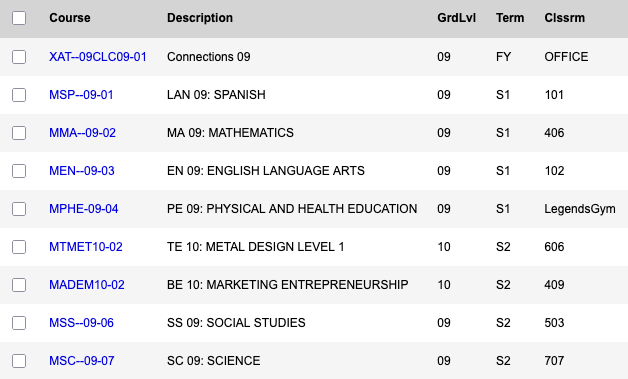 Course Description GrdLvl Term Clssrm
XAT--09CLC09-01 Connections 09 09 FY OFFICE
MSP--09-01 LAN 09: SPANISH 09 S1 101
MMA--09-02 MA 09: MATHEMATICS 09 S1 406
MEN--09-03 EN 09: ENGLISH LANGUAGE ARTS 09 S1 102
MPHE-09-04 PE 09: PHYSICAL AND HEALTH EDUCATION 09 S1 LegendsGym
MTMET10-02 TE 10: METAL DESIGN LEVEL 1 10 S2 606
MADEM10-02 BE 10: MARKETING ENTREPRENEURSHIP 10 S2 409
MSS--09-06 SS 09: SOCIAL STUDIES 09 S2 503
MSC--09-07 SC 09: SCIENCE 09 S2 707